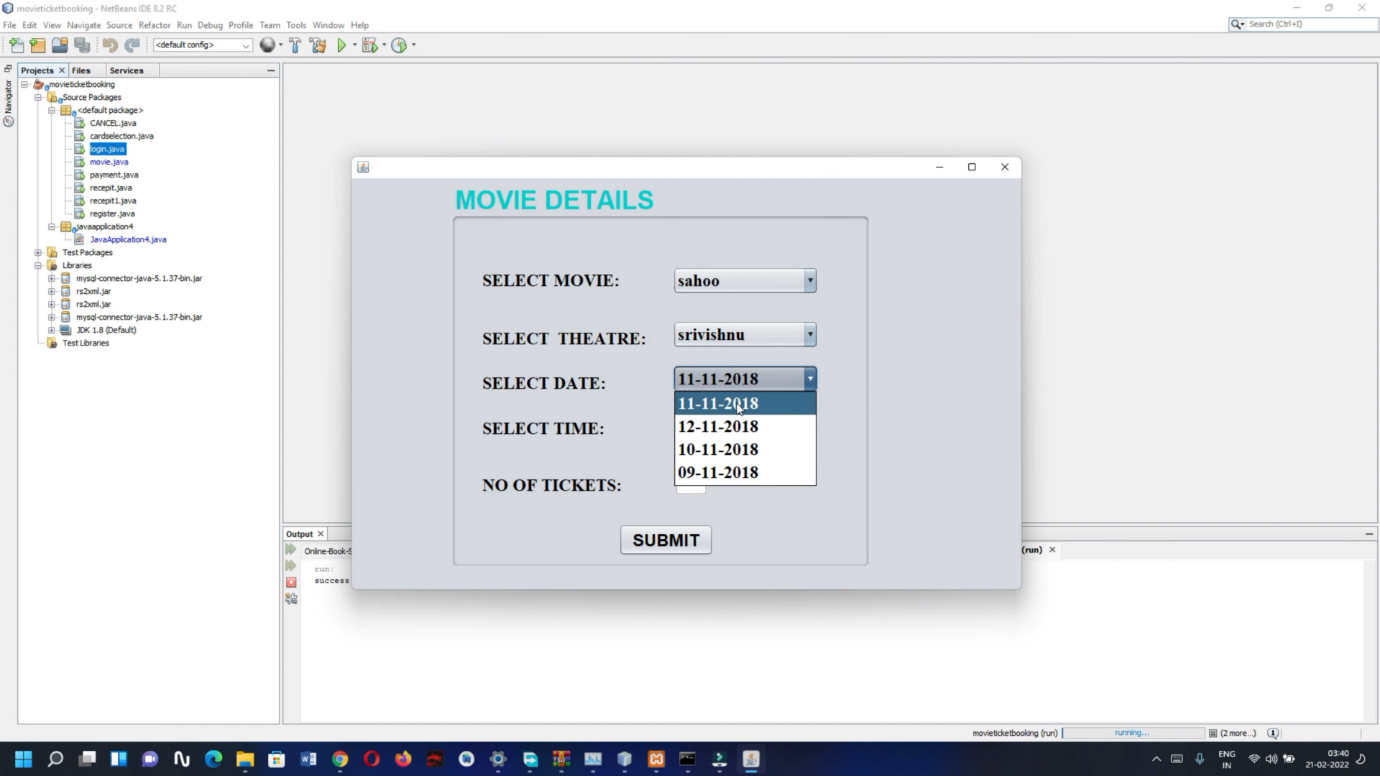 movieticketbooking - NetBeans IDE 8.2 RC
File Edit View Navigate Source Refactor Run Debug Profile Team Tools Window Help
Search (Ctrl+I)
<default config>
Projects Files Services
Navigator
movieticketbooking
Source Packages
<default package>
CANCEL.java
cardselection.java
login.java
movie.java
payment.java
recepit.java
recepit1.java
register.java
javaapplication4
JavaApplication4.java
Test Packages
Libraries
mysql-connector-java-5.1.37-bin.jar
rs2xml.jar
rs2xml.jar
mysql-connector-java-5.1.37-bin.jar
JDK 1.8 (Default)
Test Libraries
MOVIE DETAILS
SELECT MOVIE: sahoo
SELECT THEATRE: srivishnu
SELECT DATE: 11-11-2018
11-11-2018
12-11-2018
10-11-2018
09-11-2018
SELECT TIME:
NO OF TICKETS:
SUBMIT
Output
Online-Book-S
(run)
run:
success
movieticketbooking (run) running... (2 more...)
ENG
IN
03:40
21-02-2022